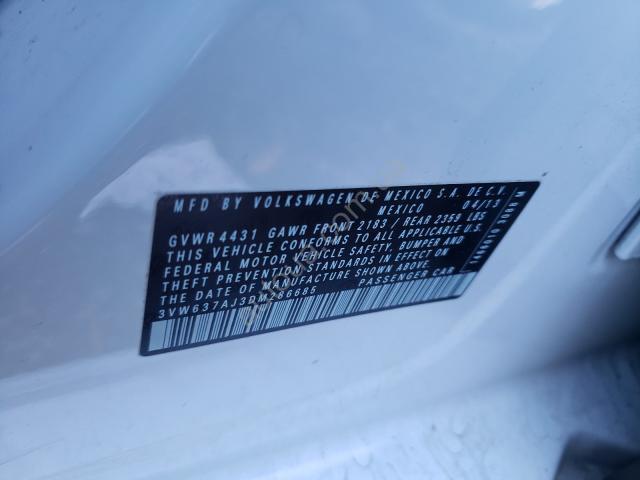 MFD BY VOLKSWAGEN DE MEXICO S.A. DE C.V.
MEXICO 04/13
GVWR 4431 GAWR FRONT 2183 / REAR 2359 LBS
THIS VEHICLE CONFORMS TO ALL APPLICABLE U.S.
FEDERAL MOTOR VEHICLE SAFETY, BUMPER AND
THEFT PREVENTION STANDARDS IN EFFECT ON
THE DATE OF MANUFACTURE SHOWN ABOVE
PASSENGER CAR